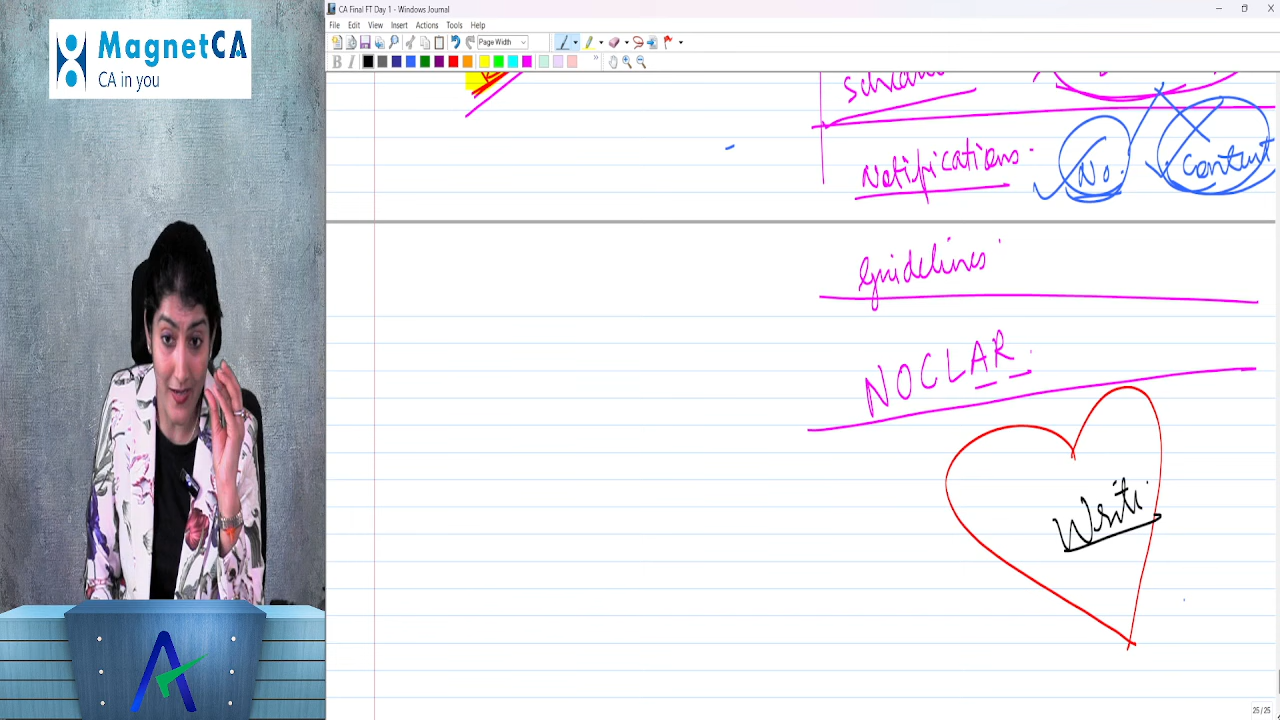 CA Final FT Day 1 - Windows Journal
File Edit View Insert Actions Tools Help
Page Width
B I
MagnetCA
CA in you
Notifications. No. Content
Guidelines
NOCLAR.
Write
25 / 25